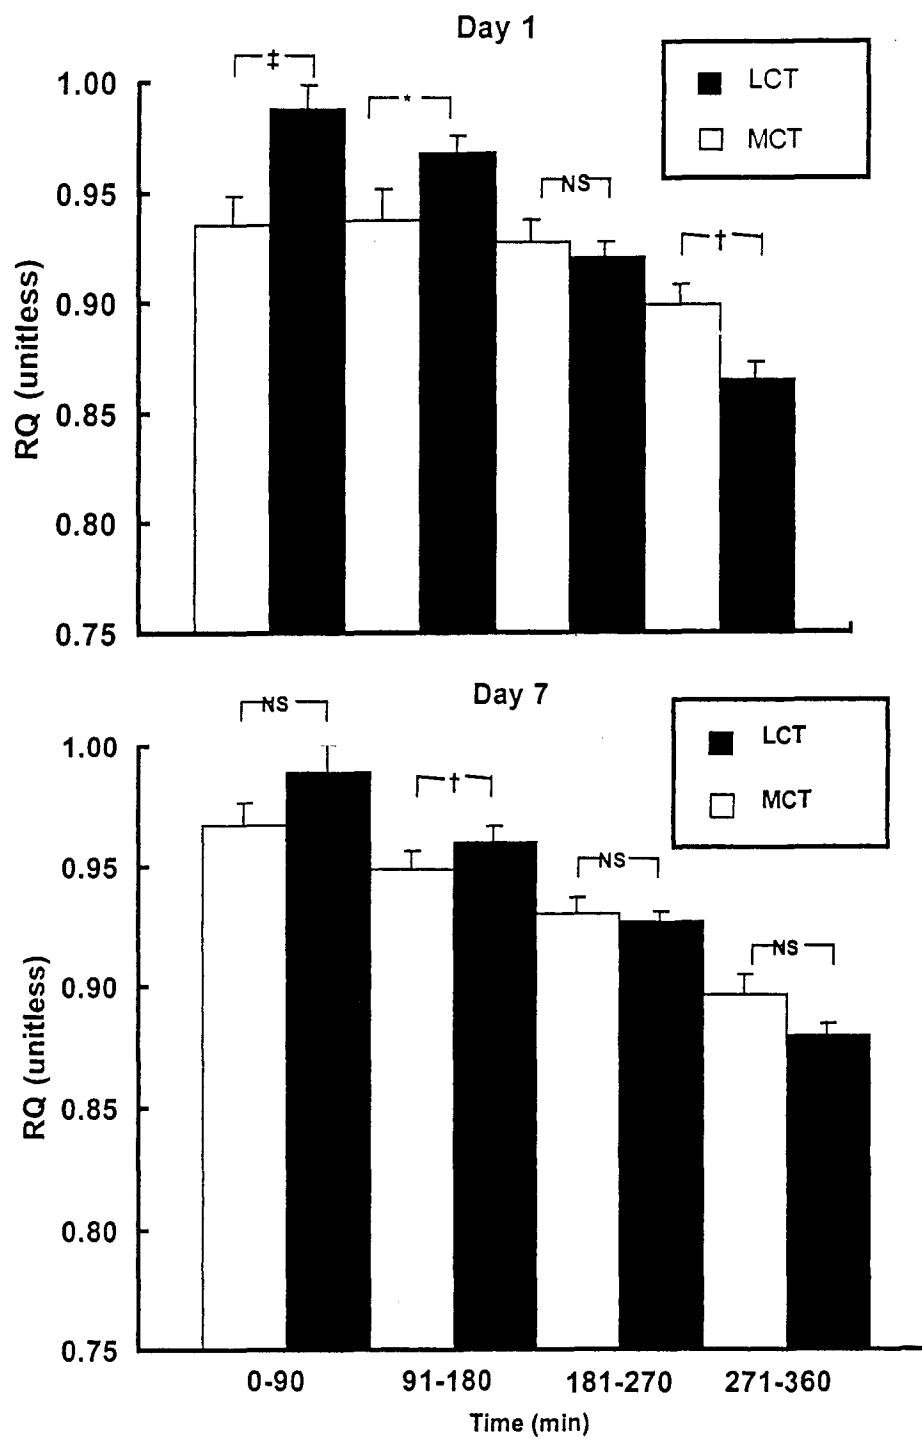 Day 1
‡
LCT
1.00
*
MCT
NS
0.95
†
0.90
RQ (unitless)
0.85
0.80
0.75
Day 7
NS
LCT
1.00
†
MCT
NS
0.95
NS
0.90
RQ (unitless)
0.85
0.80
0.75
0-90 91-180 181-270 271-360
Time (min)